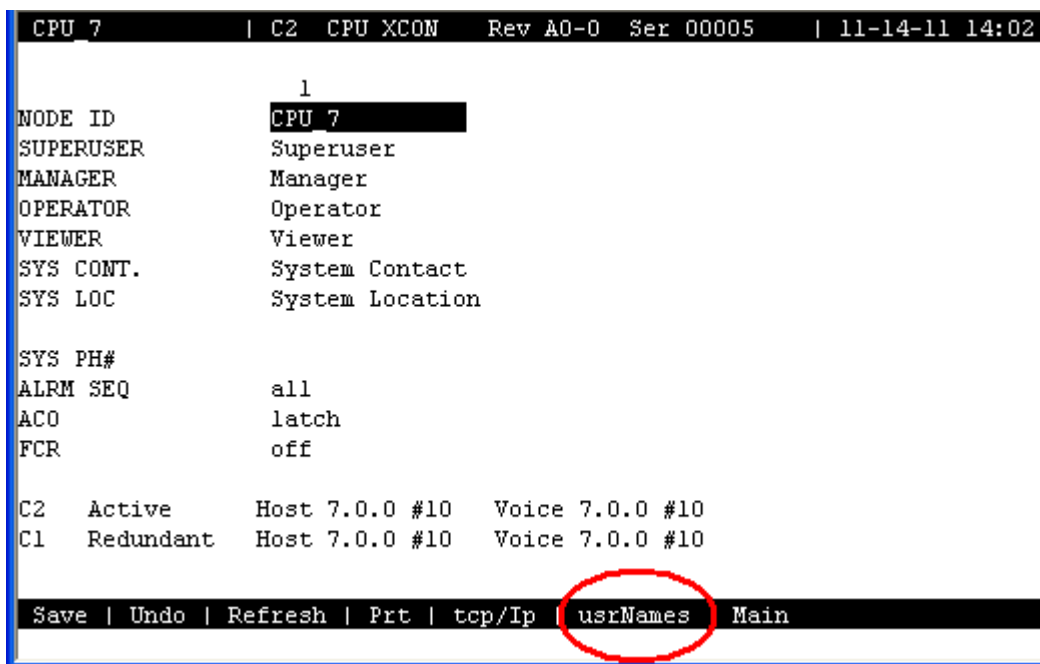 CPU_7 | C2 CPU XCON Rev A0-0 Ser 00005 | 11-14-11 14:02
1
NODE ID CPU_7
SUPERUSER Superuser
MANAGER Manager
OPERATOR Operator
VIEWER Viewer
SYS CONT. System Contact
SYS LOC System Location
SYS PH#
ALRM SEQ all
ACO latch
FCR off
C2 Active Host 7.0.0 #10 Voice 7.0.0 #10
C1 Redundant Host 7.0.0 #10 Voice 7.0.0 #10
Save | Undo | Refresh | Prt | tcp/Ip | usrNames | Main